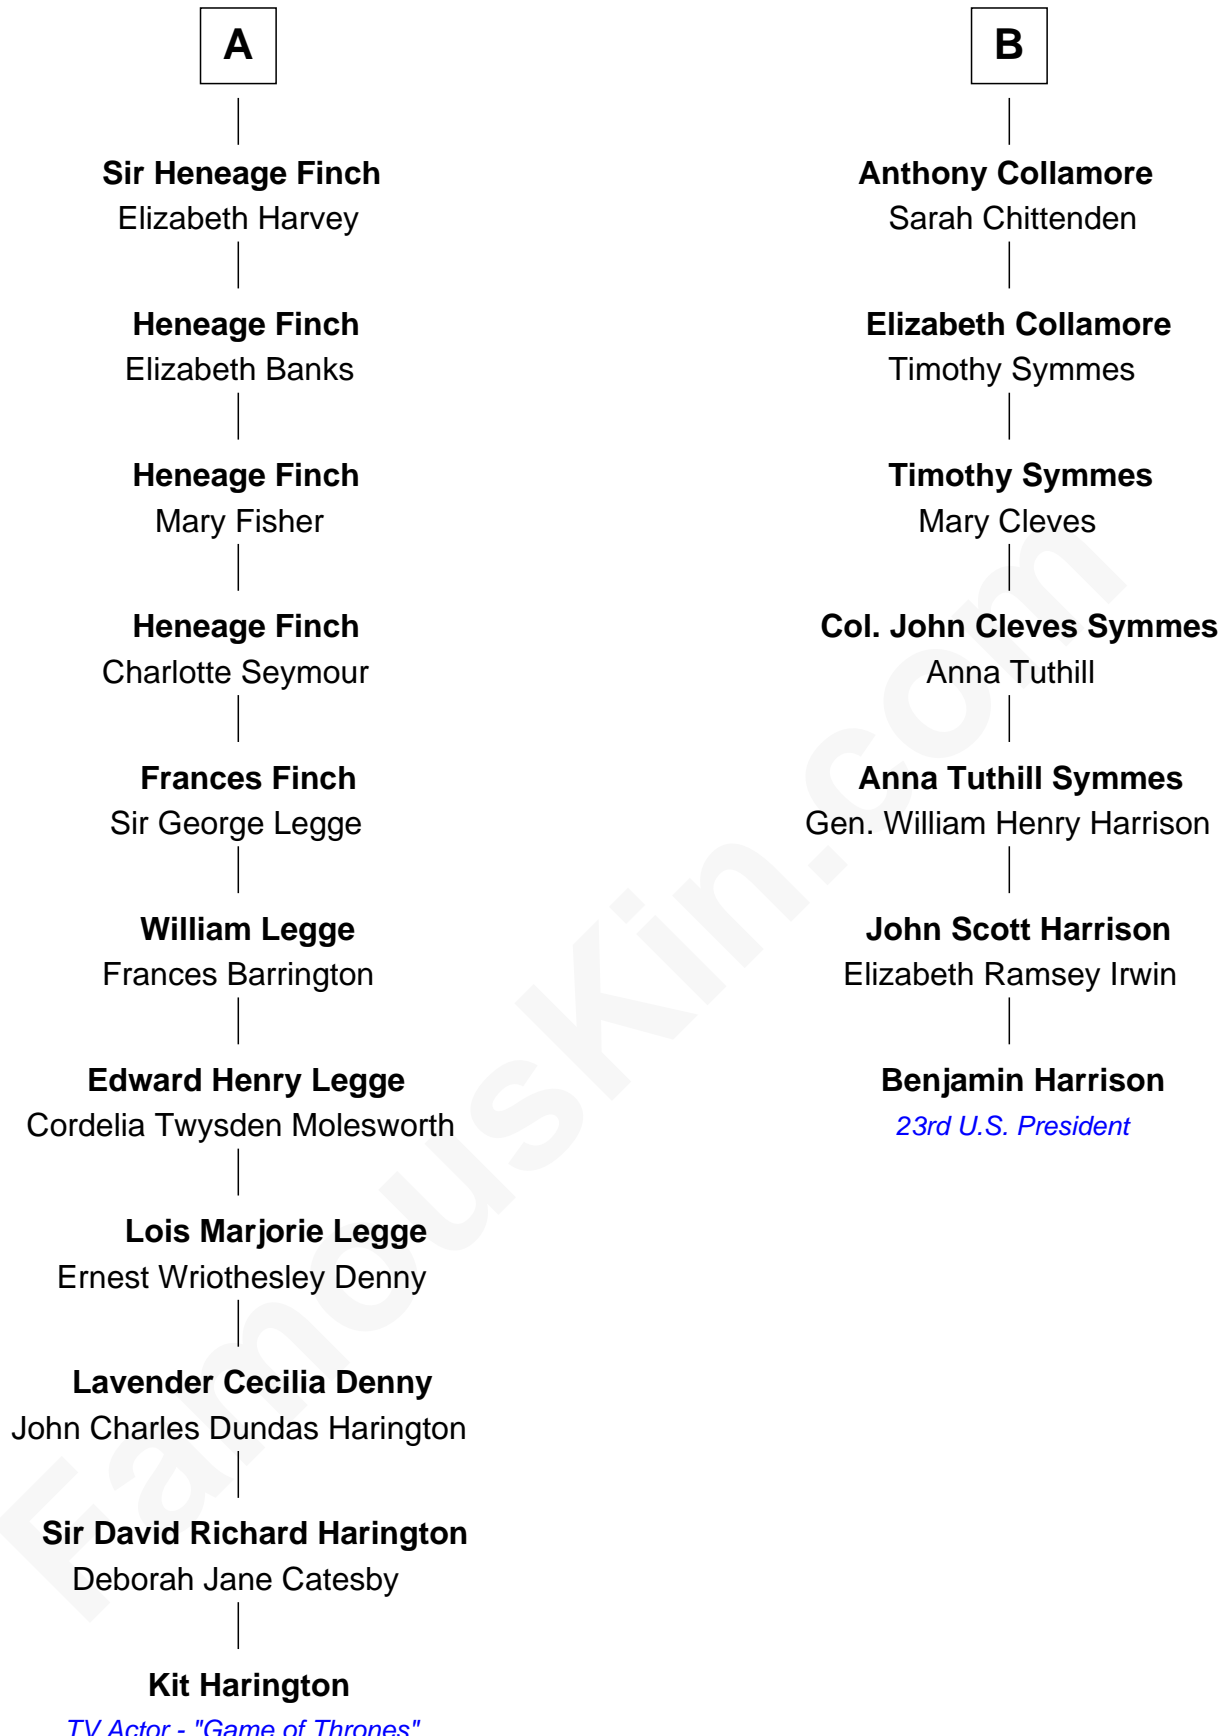 A
Sir Heneage Finch
Elizabeth Harvey
Heneage Finch
Elizabeth Banks
Heneage Finch
Mary Fisher
Heneage Finch
Charlotte Seymour
Frances Finch
Sir George Legge
William Legge
Frances Barrington
Edward Henry Legge
Cordelia Twysden Molesworth
Lois Marjorie Legge
Ernest Wriothesley Denny
Lavender Cecilia Denny
John Charles Dundas Harington
Sir David Richard Harington
Deborah Jane Catesby
Kit Harington
TV Actor - "Game of Thrones"
B
Anthony Collamore
Sarah Chittenden
Elizabeth Collamore
Timothy Symmes
Timothy Symmes
Mary Cleves
Col. John Cleves Symmes
Anna Tuthill
Anna Tuthill Symmes
Gen. William Henry Harrison
John Scott Harrison
Elizabeth Ramsey Irwin
Benjamin Harrison
23rd U.S. President
FamousKin.com